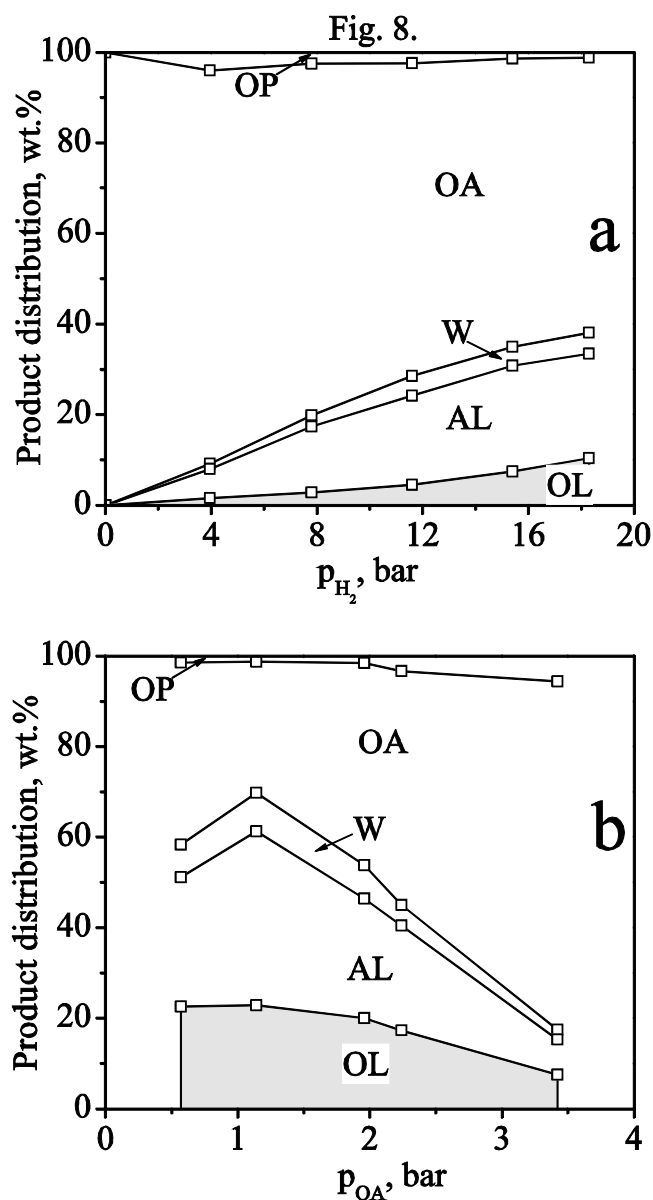 Fig. 8.
Product distribution, wt.%
100
80
60
40
20
0
OP
OA
a
W
AL
OL
0 4 8 12 16 20
p_H₂, bar
Product distribution, wt.%
100
80
60
40
20
0
OP
OA
W
b
AL
OL
0 1 2 3 4
p_OA, bar